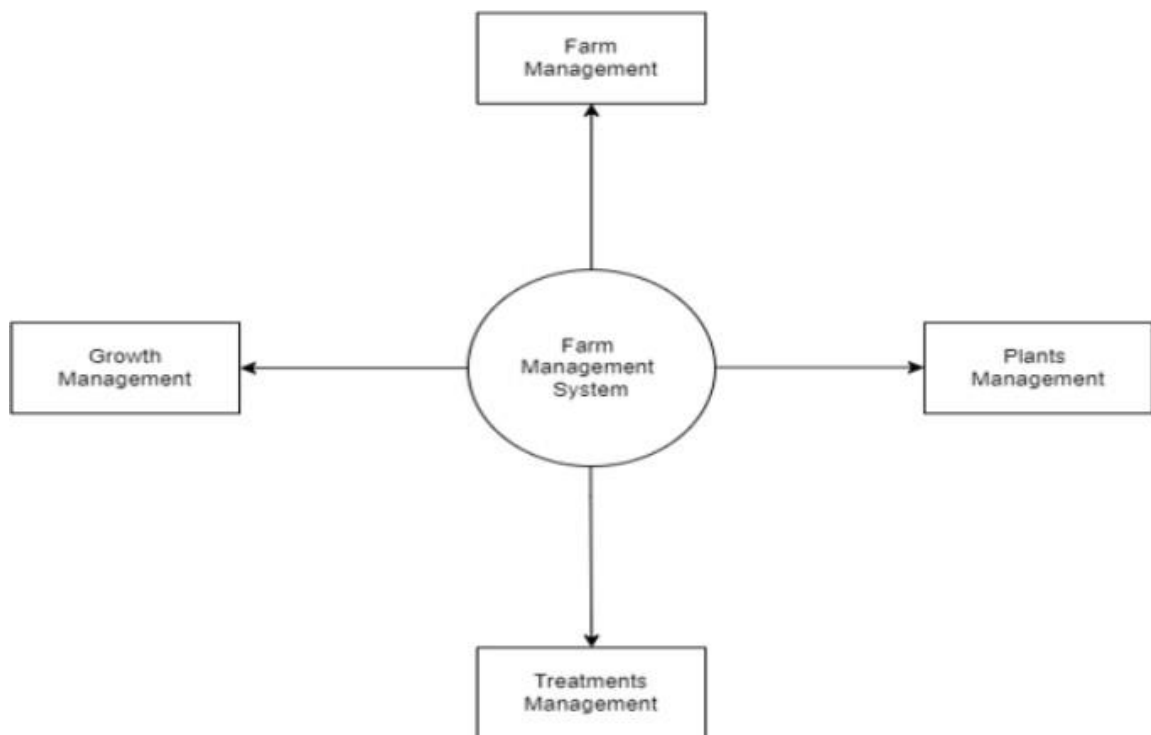 Farm
Management
Growth
Management
Farm
Management
System
Plants
Management
Treatments
Management